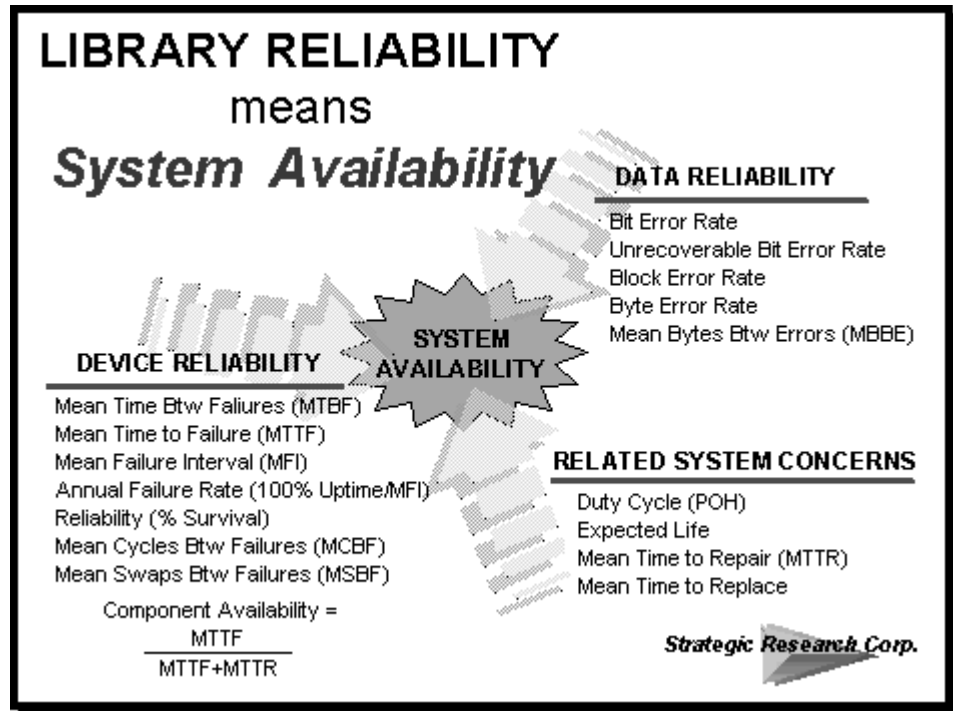 LIBRARY RELIABILITY
means
System Availability
DATA RELIABILITY
Bit Error Rate
Unrecoverable Bit Error Rate
Block Error Rate
Byte Error Rate
Mean Bytes Btw Errors (MBBE)
SYSTEM
AVAILABILITY
DEVICE RELIABILITY
Mean Time Btw Faliures (MTBF)
Mean Time to Failure (MTTF)
Mean Failure Interval (MFI)
Annual Failure Rate (100% Uptime/MFI)
Reliability (% Survival)
Mean Cycles Btw Failures (MCBF)
Mean Swaps Btw Failures (MSBF)
Component Availability =
MTTF
MTTF+MTTR
RELATED SYSTEM CONCERNS
Duty Cycle (POH)
Expected Life
Mean Time to Repair (MTTR)
Mean Time to Replace
Strategic Research Corp.